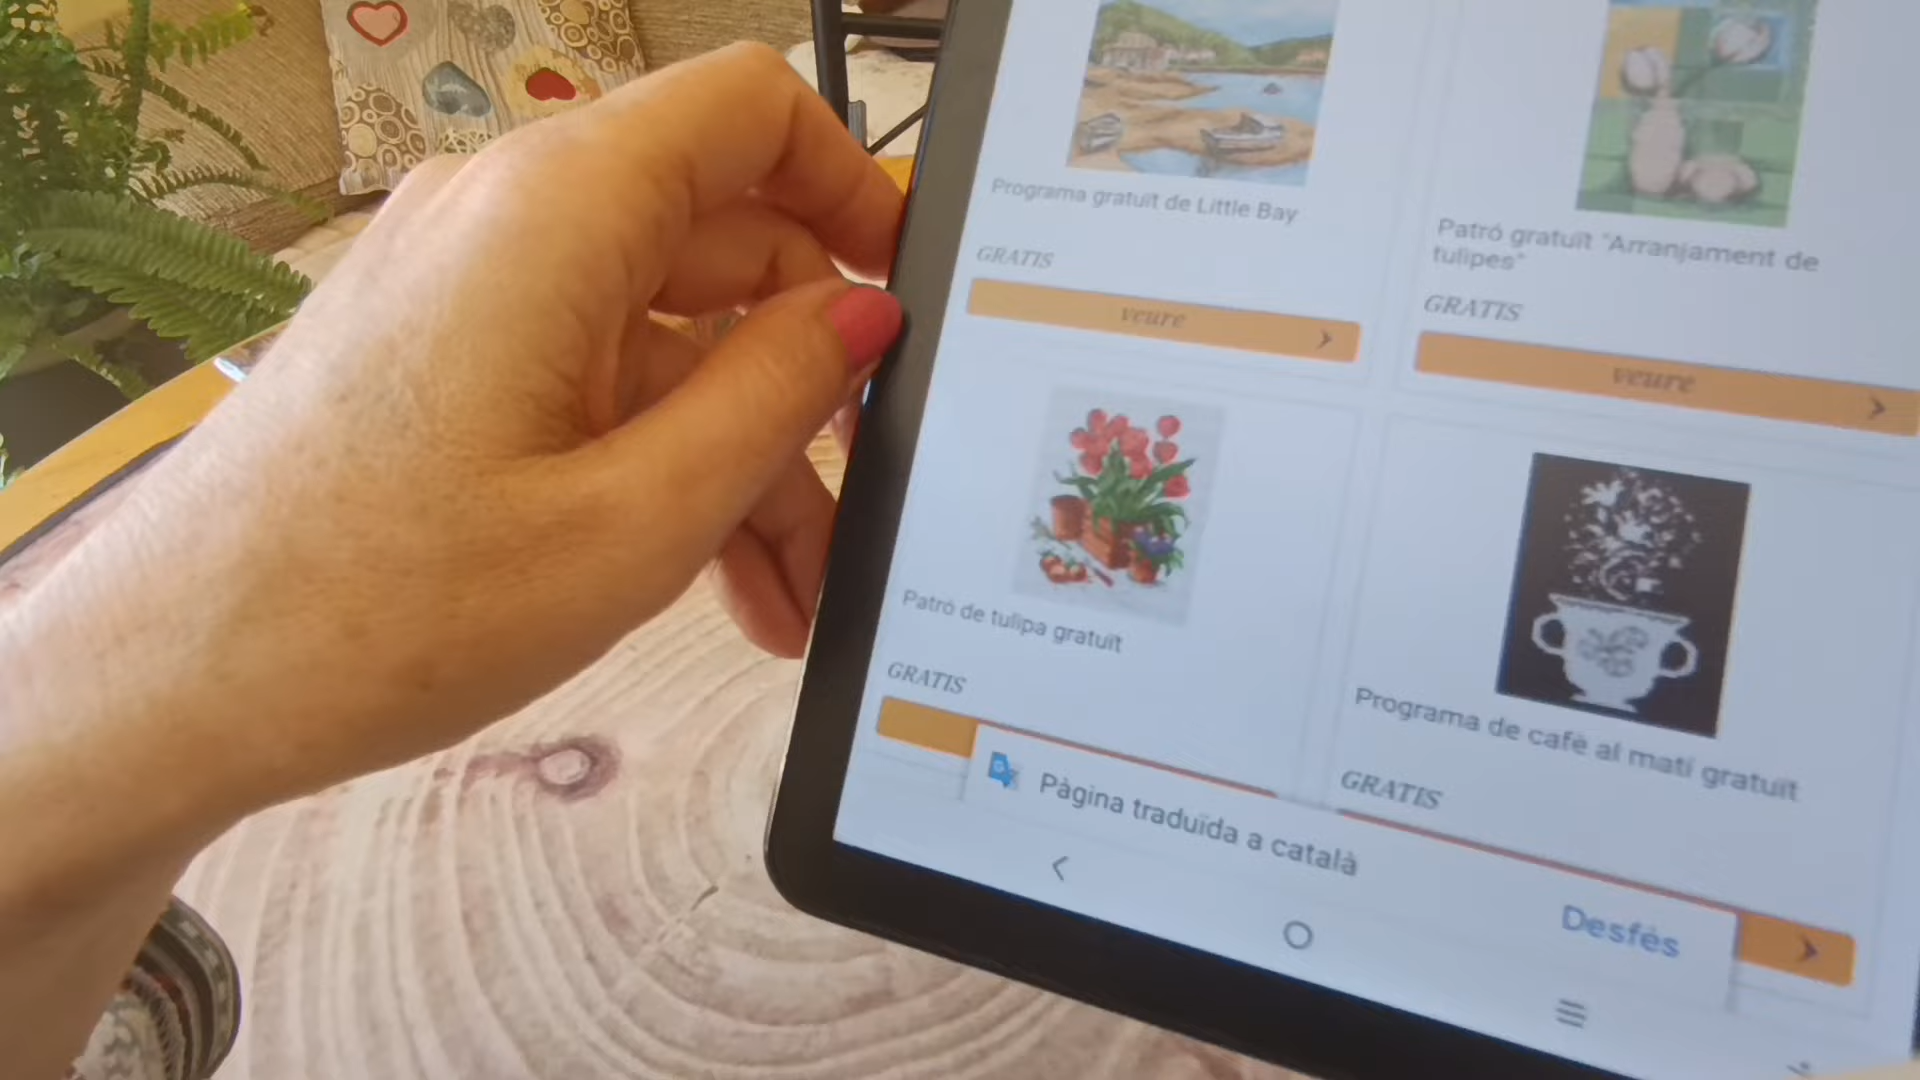 Programa gratuït de Little Bay
GRATIS
veure
Patró gratuït "Arranjament de
tulipes"
GRATIS
veure
Patró de tulipa gratuït
GRATIS
Programa de cafè al matí gratuït
GRATIS
Pàgina traduïda a català
Desfés